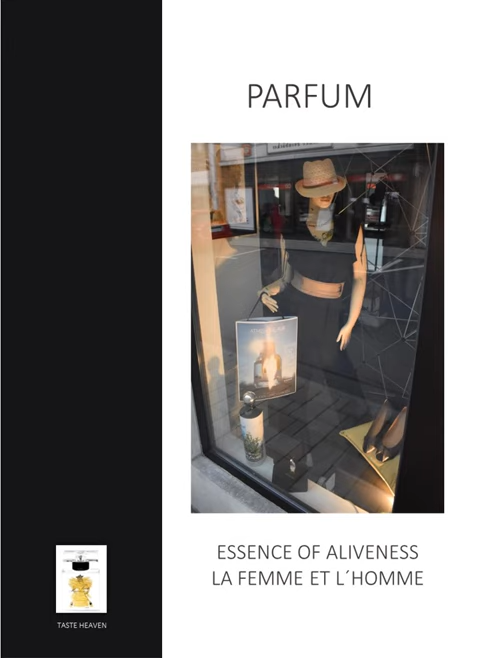 PARFUM
ESSENCE OF ALIVENESS
LA FEMME ET L´HOMME
TASTE HEAVEN